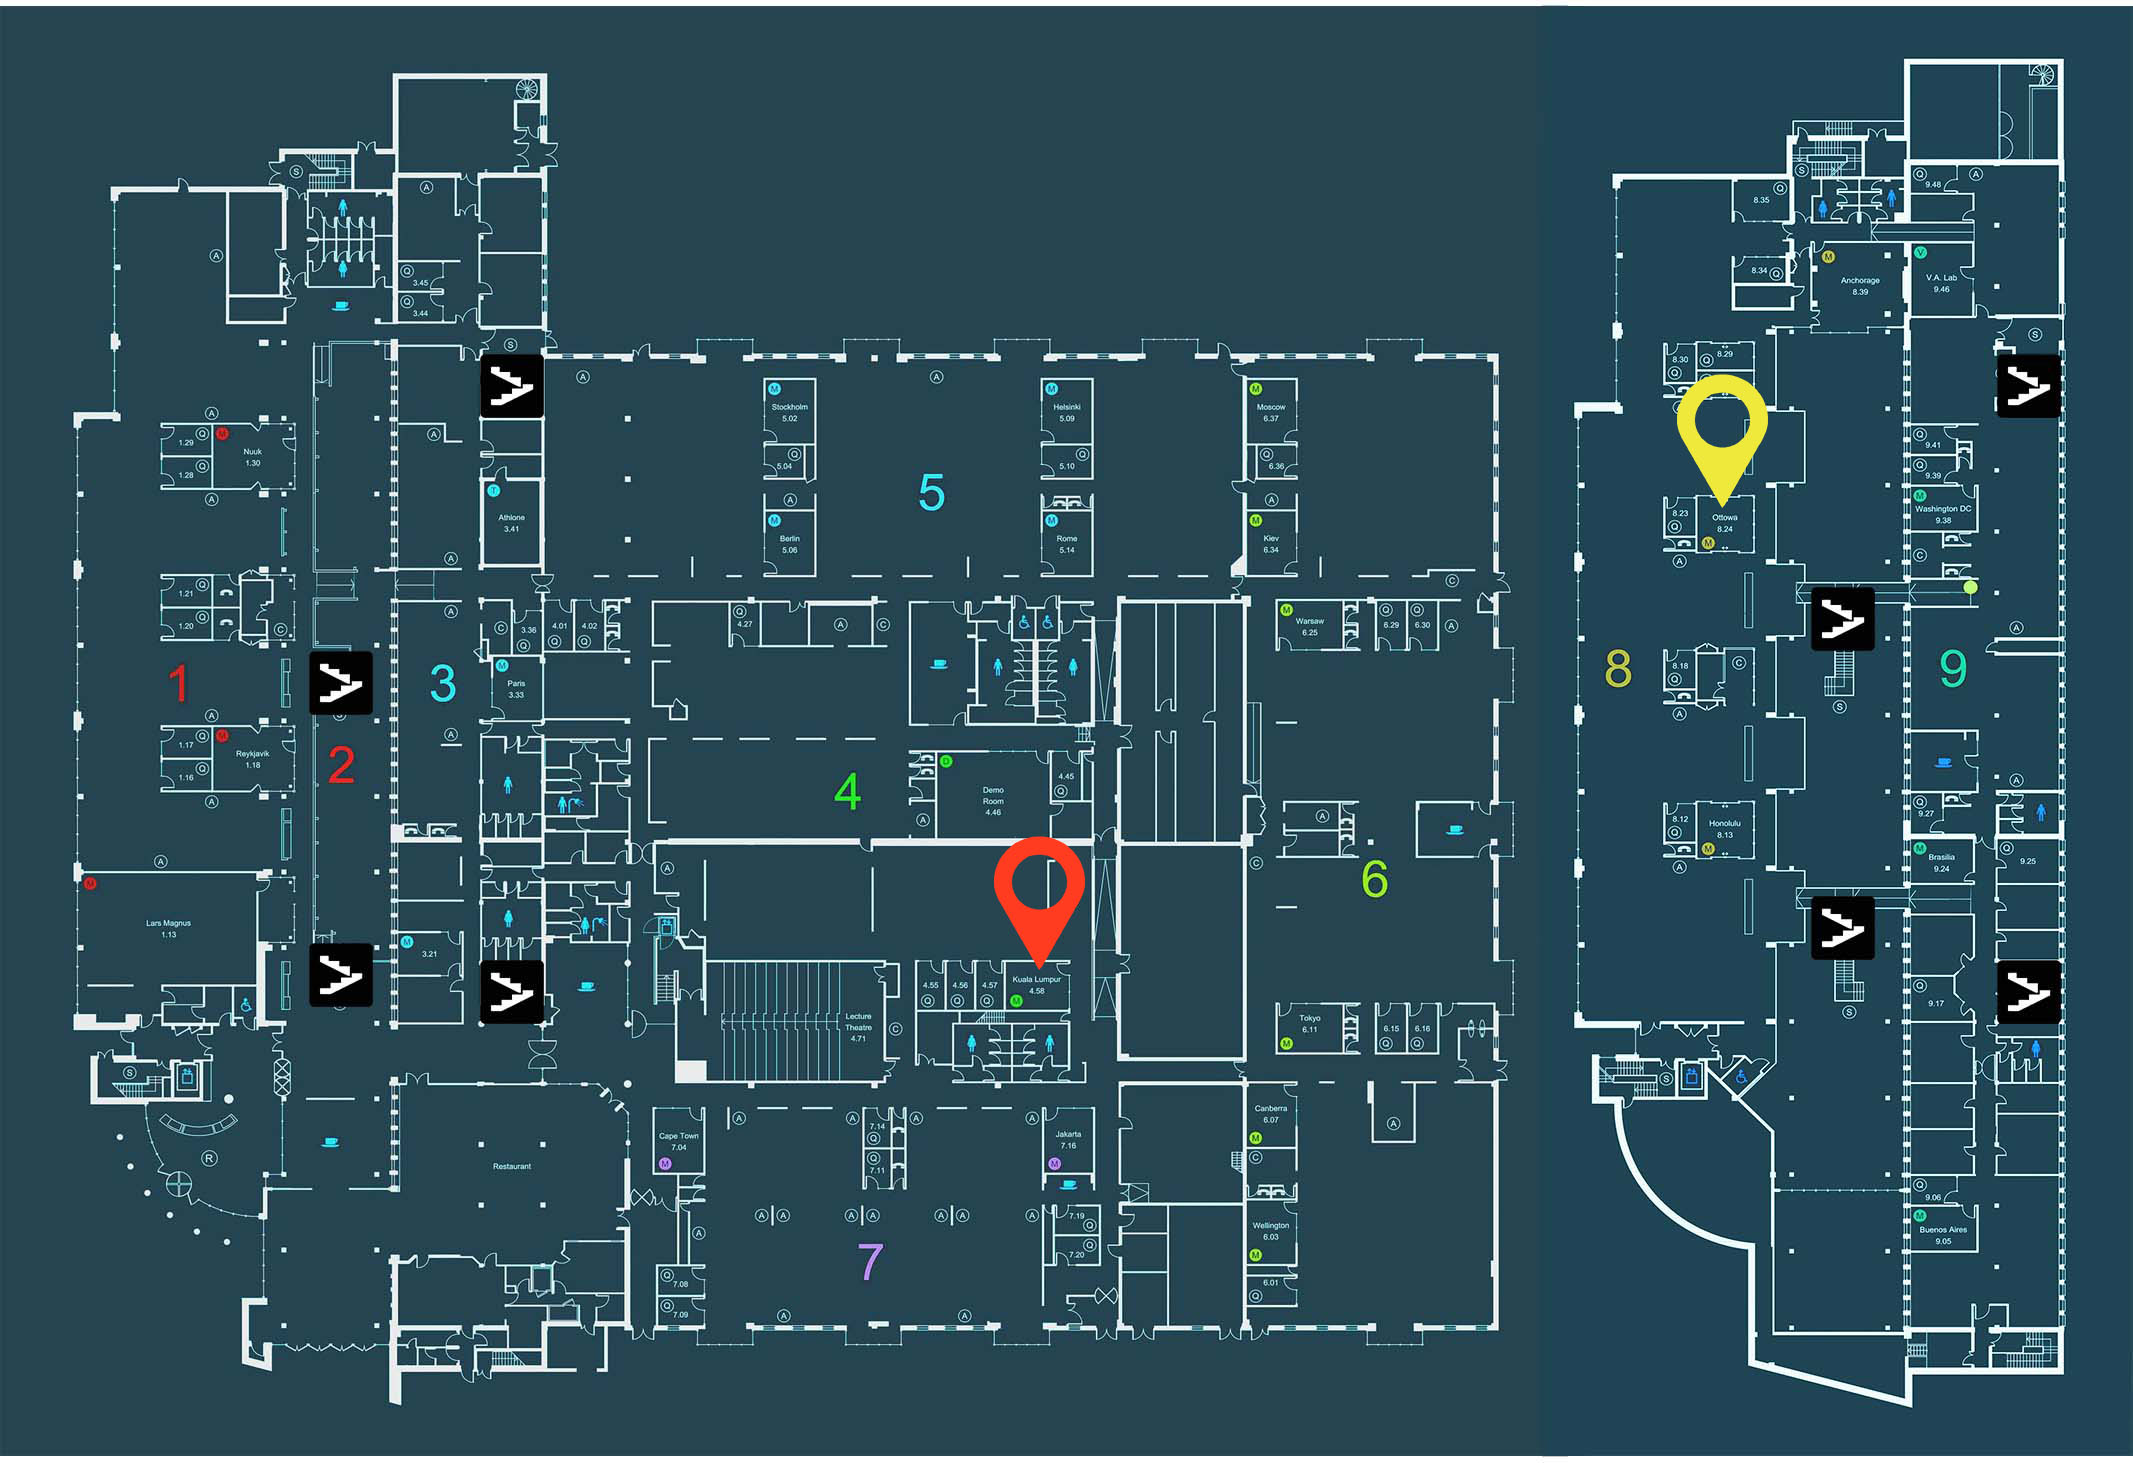 S
A
A
Q
3.45
Q
3.44
S
A
A
A
A
1.29
Q
M
Nuuk
1.30
1.28
Q
A
A
T
Athlone
3.41
M
Stockholm
5.02
Q
5.04
A
M
Berlin
5.06
5
M
Helsinki
5.09
Q
5.10
M
Rome
5.14
M
Moscow
6.37
Q
6.36
A
M
Kiev
6.34
C
1.21
Q
1.20
Q
C
A
A
C
3.36
Q
4.01
Q
4.02
Q
Q
4.27
A
C
M
Warsaw
6.25
6.29
Q
6.30
Q
A
1
2
3
M
Paris
3.33
A
A
1.17
Q
M
Reykjavik
1.18
1.16
Q
A
4
D
Demo
Room
4.46
A
4.45
Q
A
C
6
A
M
Lars Magnus
1.13
M
3.21
A
4.55
Q
4.56
Q
4.57
Q
Kuala Lumpur
4.58
M
Lecture
Theatre
4.71
C
Tokyo
6.11
M
6.15
Q
6.16
Q
S
R
Restaurant
Cape Town
7.04
M
A
A
7.14
Q
Q
7.11
A
A
Jakarta
7.16
M
Canberra
6.07
M
C
A
A
A
A
A
A
A
A
A
7.19
Q
Q
7.20
Wellington
6.03
M
6.01
Q
7
Q
7.08
Q
7.09
A
A
S
8.35
Q
Q
9.48
A
8.34
Q
M
Anchorage
8.39
V
V.A. Lab
9.46
S
8.30
Q
8.29
Q
Q
9.41
Q
9.39
M
Washington DC
9.38
C
8.23
Q
Ottowa
8.24
M
A
A
8
8.18
Q
C
A
9
S
A
8.12
Q
Honolulu
8.13
M
A
Q
9.27
M
Brasilia
9.24
Q
9.25
Q
9.17
S
S
Q
9.06
M
Buenos Aires
9.05